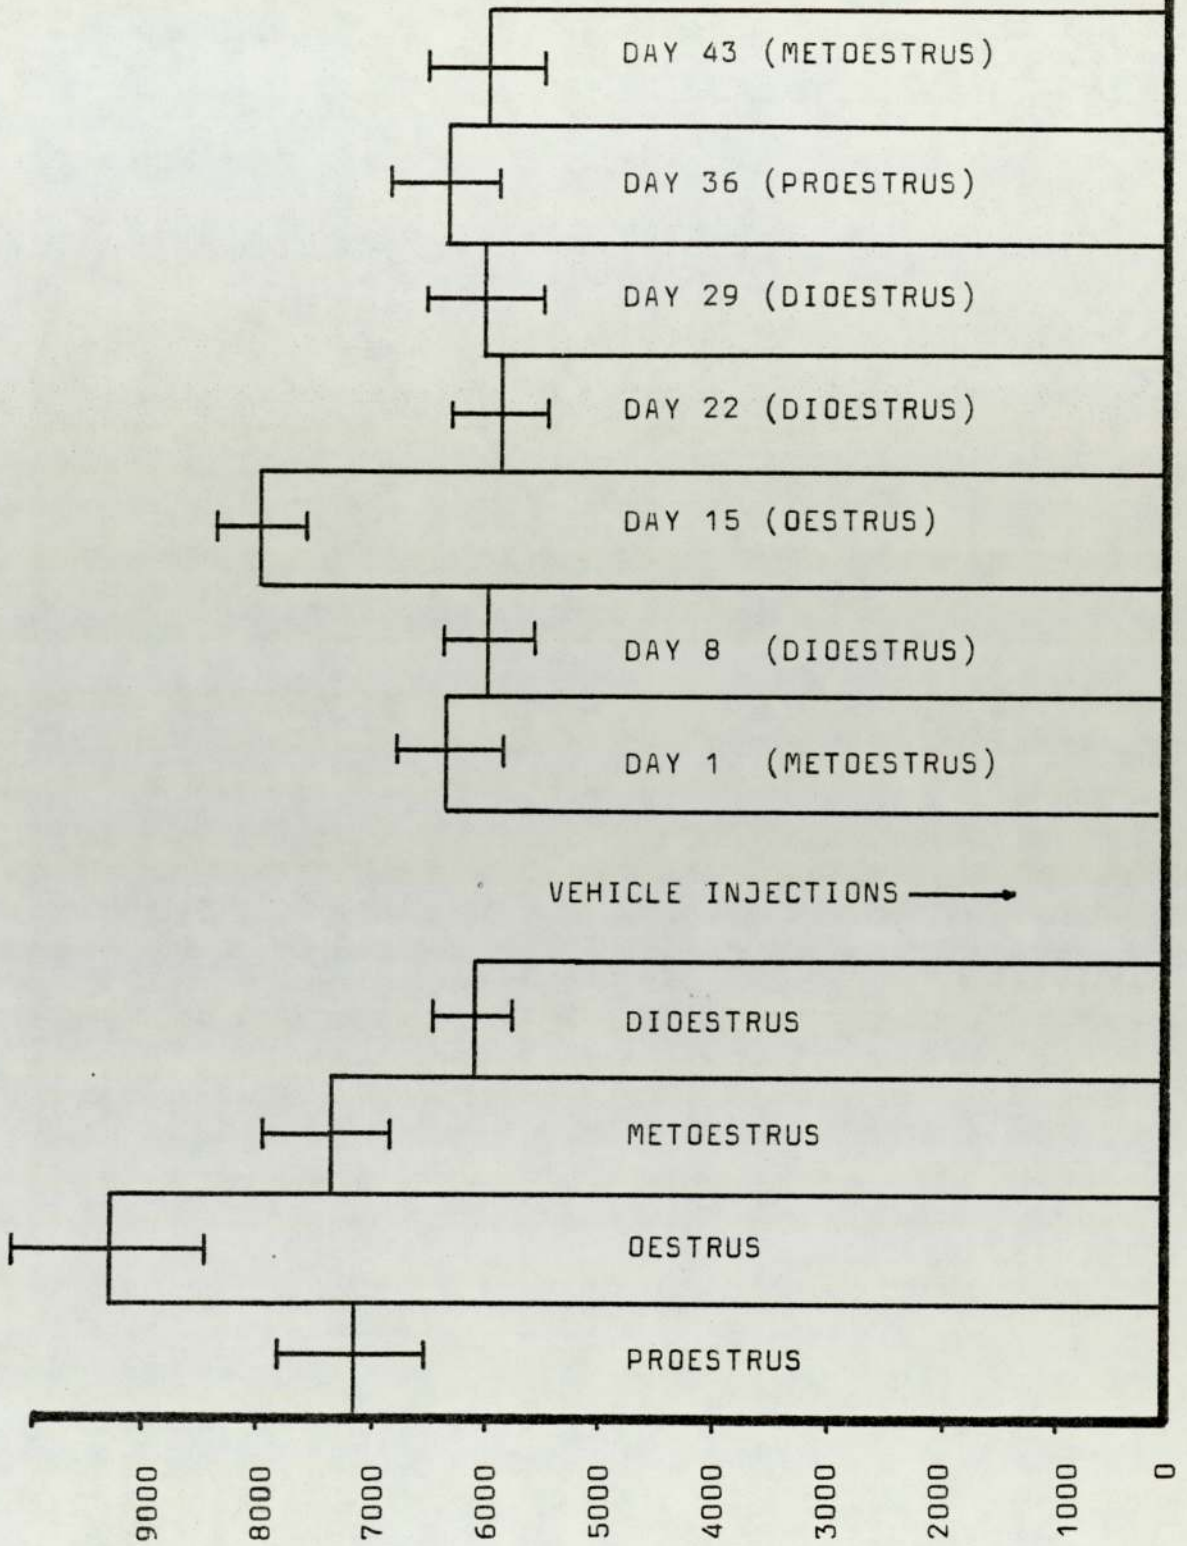 DAY 43 (METOESTRUS)
DAY 36 (PROESTRUS)
DAY 29 (DIOESTRUS)
DAY 22 (DIOESTRUS)
DAY 15 (OESTRUS)
DAY 8 (DIOESTRUS)
DAY 1 (METOESTRUS)
VEHICLE INJECTIONS
DIOESTRUS
METOESTRUS
OESTRUS
PROESTRUS
9000
8000
7000
6000
5000
4000
3000
2000
1000
0